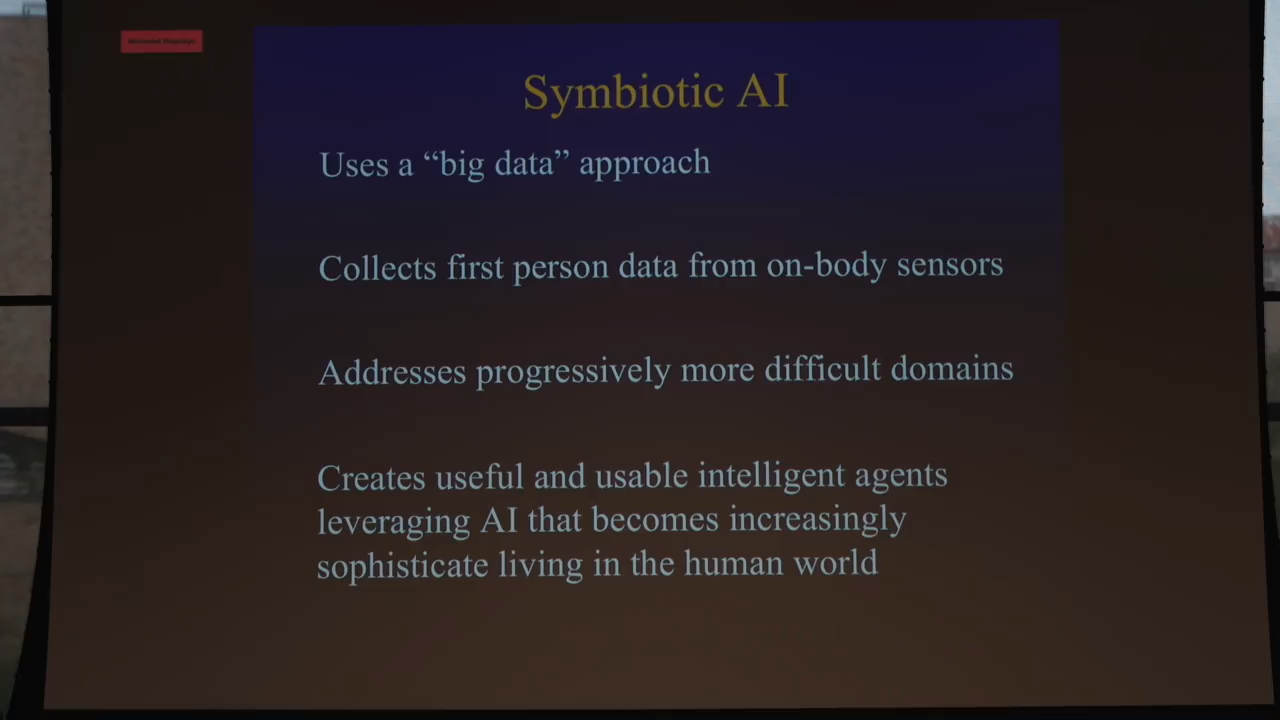 Symbiotic AI
Uses a “big data” approach
Collects first person data from on-body sensors
Addresses progressively more difficult domains
Creates useful and usable intelligent agents
leveraging AI that becomes increasingly
sophisticate living in the human world